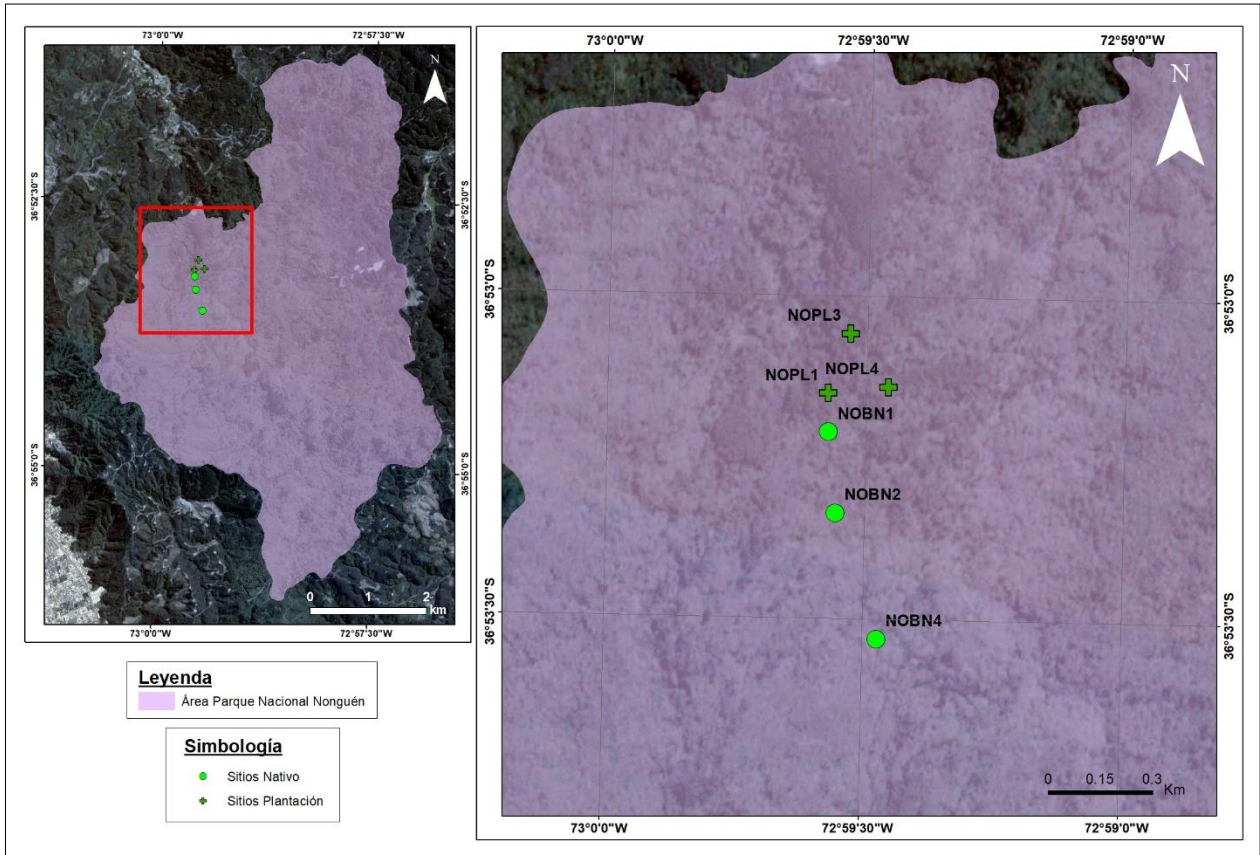 73°0'0"W
72°57'30"W
N
36°52'30"S
36°52'30"S
36°55'0"S
36°55'0"S
0 1 2
km
73°0'0"W
72°57'30"W
Leyenda
Área Parque Nacional Nonguén
Simbología
Sitios Nativo
Sitios Plantación
73°0'0"W
72°59'30"W
72°59'0"W
N
36°53'0"S
36°53'0"S
NOPL3
NOPL1
NOPL4
NOBN1
NOBN2
NOBN4
36°53'30"S
36°53'30"S
0 0.15 0.3
Km
73°0'0"W
72°59'30"W
72°59'0"W